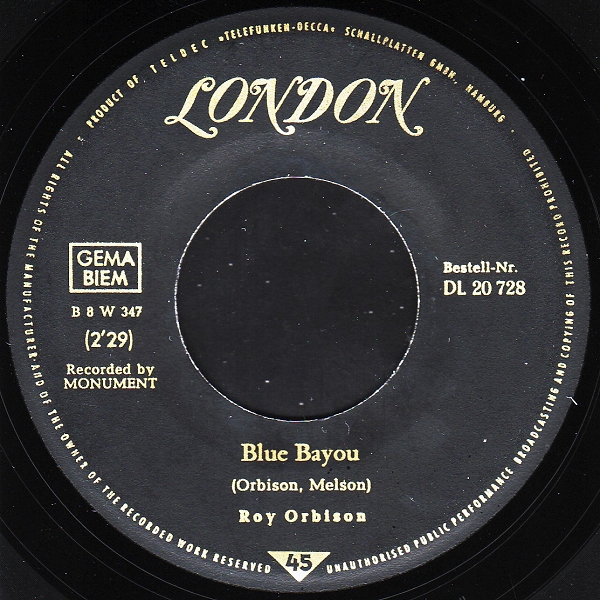 PRODUCT OF TELDEC »TELEFUNKEN-DECCA« SCHALLPLATTEN GMBH., HAMBURG
LONDON
GEMA
BIEM
B 8 W 347
(2'29)
Recorded by
MONUMENT
Bestell-Nr.
DL 20 728
Blue Bayou
(Orbison, Melson)
Roy Orbison
45
ALL RIGHTS OF THE MANUFACTURER AND OF THE OWNER OF THE RECORDED WORK RESERVED
UNAUTHORISED PUBLIC PERFORMANCE BROADCASTING AND COPYING OF THIS RECORD PROHIBITED